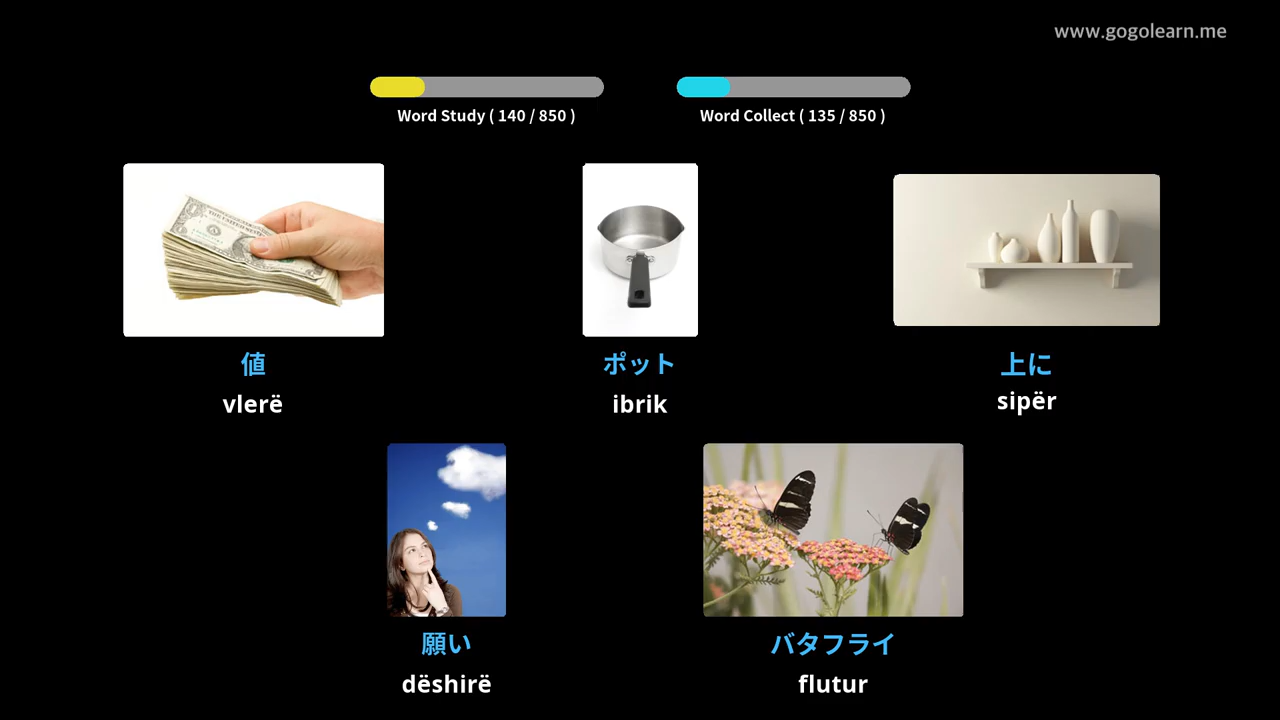 www.gogolearn.me
Word Study ( 140 / 850 )
Word Collect ( 135 / 850 )
値
vlerë
ポット
ibrik
上に
sipër
願い
dëshirë
バタフライ
flutur